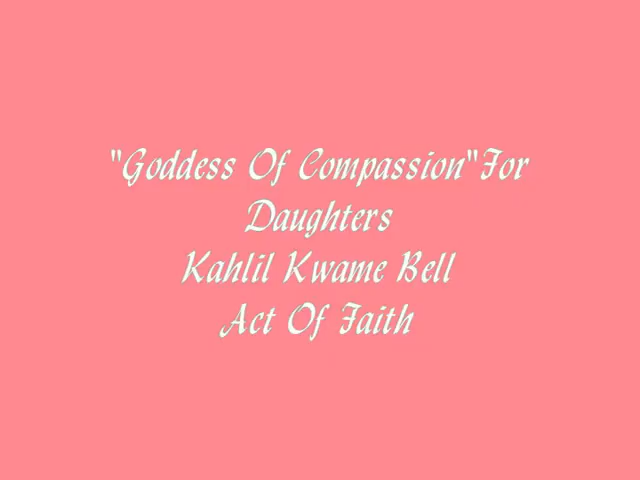 "Goddess Of Compassion"For
Daughters
Kahlil Kwame Bell
Act Of Faith